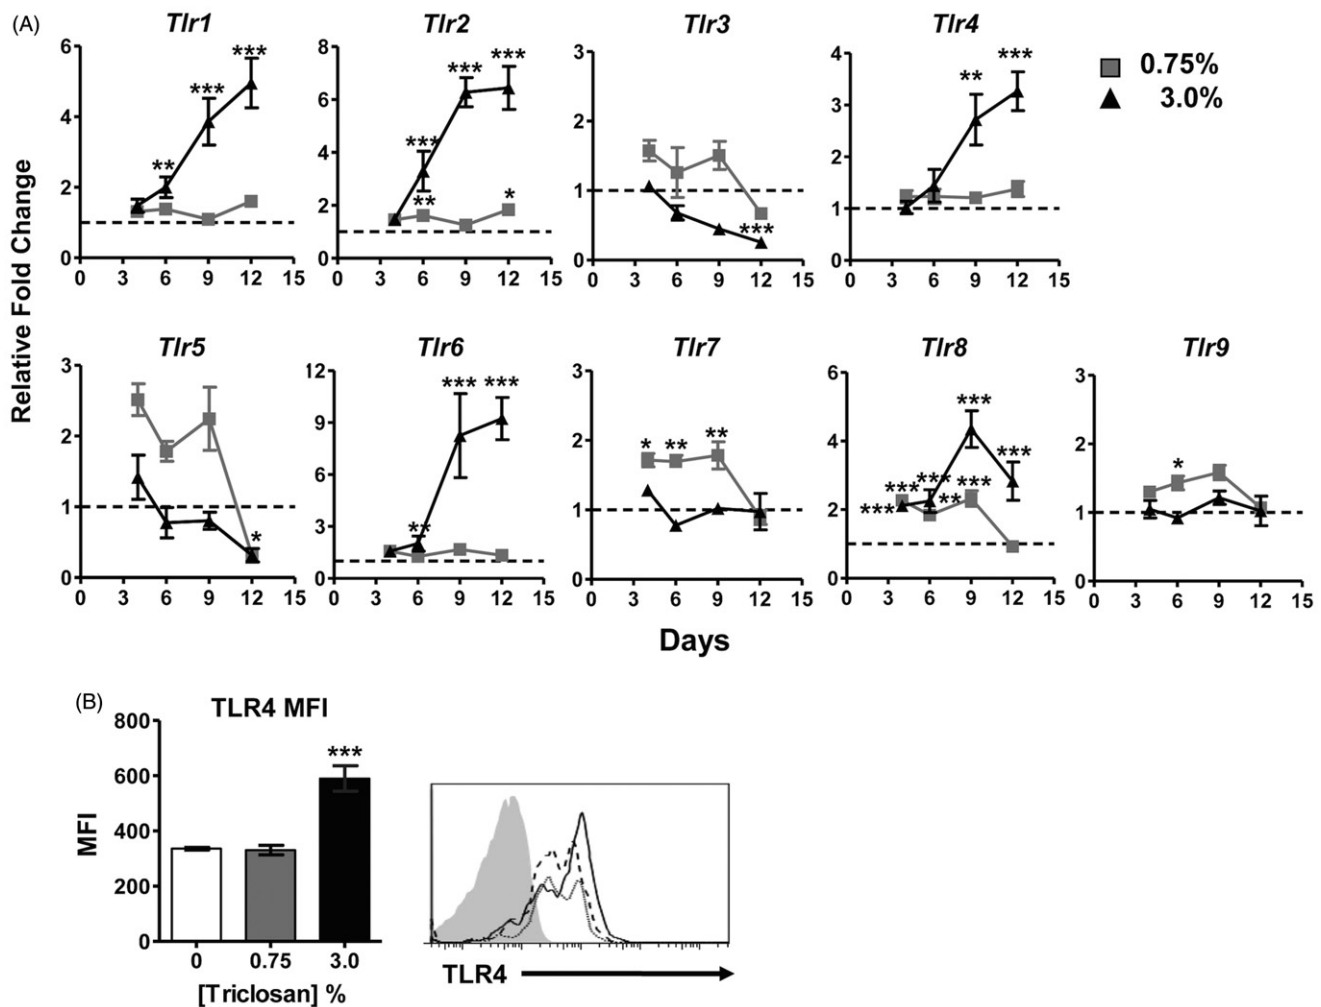 (A)
Tlr1 Tlr2 Tlr3 Tlr4
0.75%
3.0%
Relative Fold Change
6 4 2 0
*** *** **
0 3 6 9 12 15
8 6 4 2 0
*** *** *** ** *
0 3 6 9 12 15
3 2 1 0
***
0 3 6 9 12 15
4 3 2 1 0
** ***
0 3 6 9 12 15
Tlr5 Tlr6 Tlr7 Tlr8 Tlr9
3 2 1 0
*
0 3 6 9 12 15
12 9 6 3 0
** *** ***
0 3 6 9 12 15
3 2 1 0
* ** **
0 3 6 9 12 15
6 4 2 0
*** *** *** ** *** *** ***
0 3 6 9 12 15
3 2 1 0
*
0 3 6 9 12 15
Days
(B)
TLR4 MFI
MFI
800
600
400
200
0
***
0 0.75 3.0
[Triclosan] %
TLR4